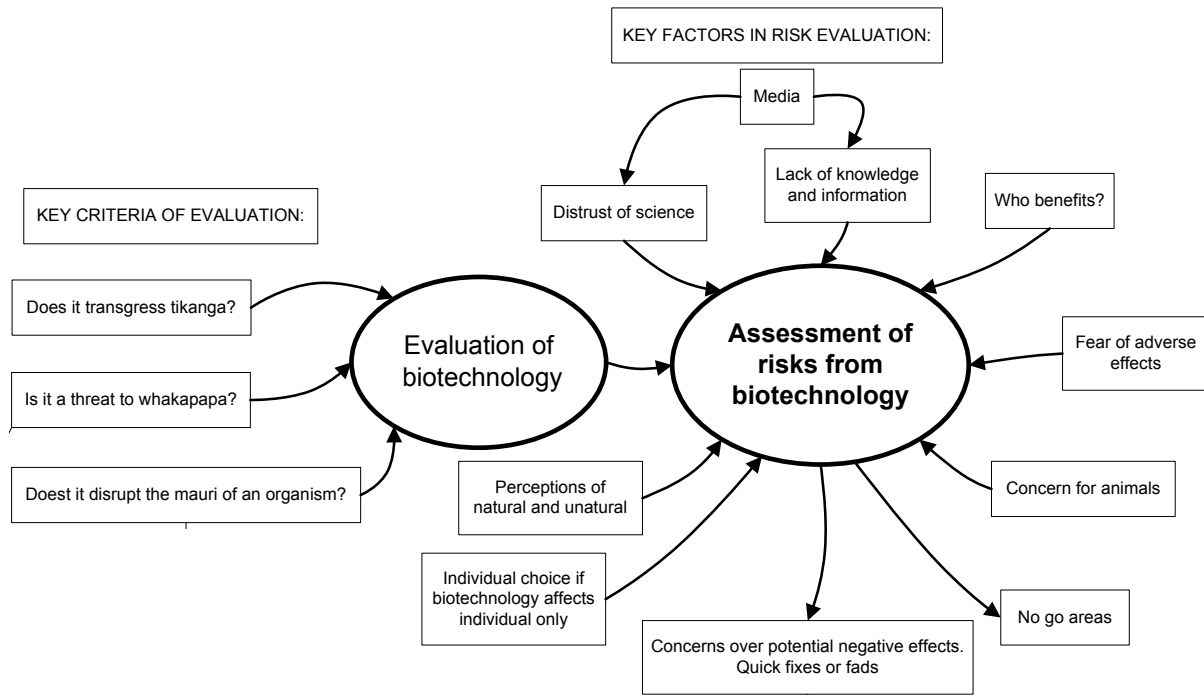 KEY FACTORS IN RISK EVALUATION:
Media
Lack of knowledge
and information
Distrust of science
Who benefits?
KEY CRITERIA OF EVALUATION:
Does it transgress tikanga?
Is it a threat to whakapapa?
Doest it disrupt the mauri of an organism?
Evaluation of
biotechnology
Assessment of
risks from
biotechnology
Fear of adverse
effects
Concern for animals
No go areas
Perceptions of
natural and unatural
Individual choice if
biotechnology affects
individual only
Concerns over potential negative effects.
Quick fixes or fads